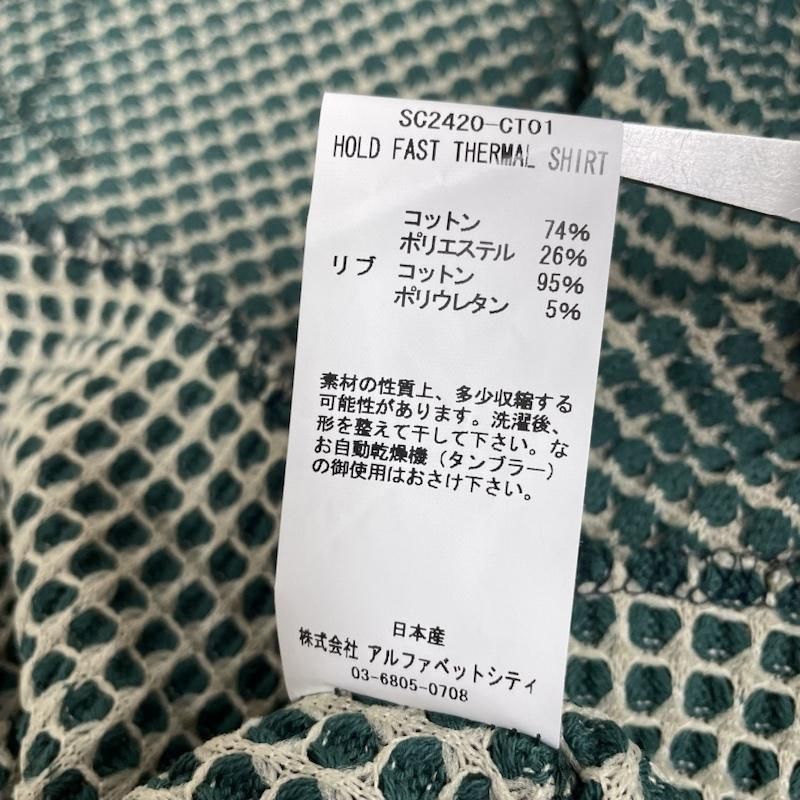 SC2420-CT01
HOLD FAST THERMAL SHIRT
コットン 74%
ポリエステル 26%
リブ コットン 95%
ポリウレタン 5%
素材の性質上、多少収縮する
可能性があります。洗濯後、
形を整えて干して下さい。な
お自動乾燥機（タンブラー）
の御使用はおさけ下さい。
日本産
株式会社 アルファベットシティ
03-6805-0708